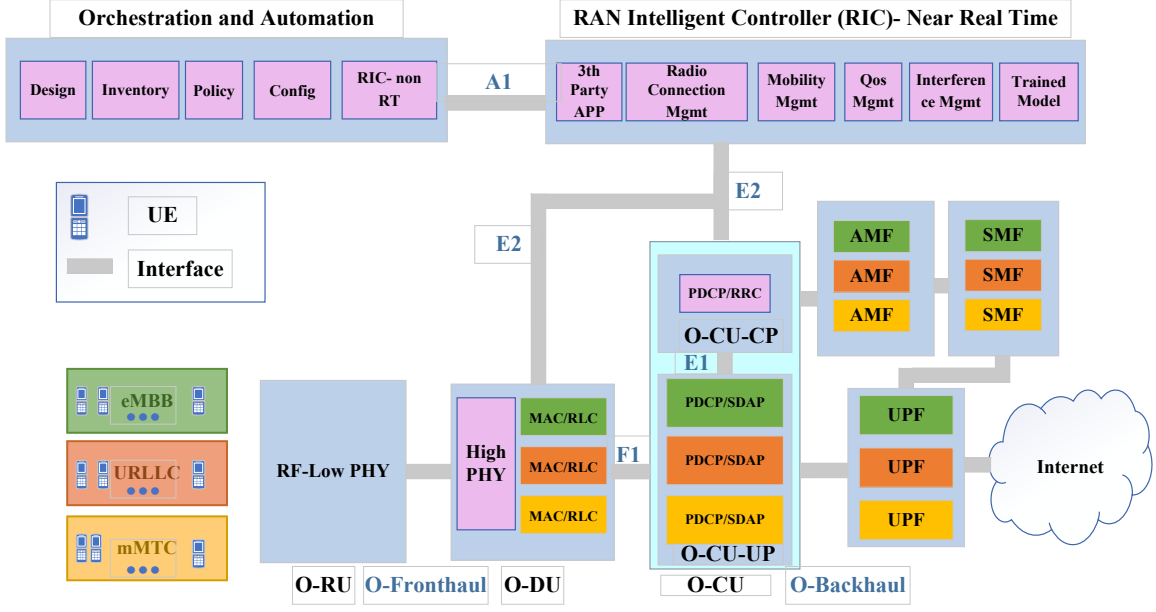 Orchestration and Automation
RAN Intelligent Controller (RIC)- Near Real Time
Design
Inventory
Policy
Config
RIC- non
RT
A1
3th
Party
APP
Radio
Connection
Mgmt
Mobility
Mgmt
Qos
Mgmt
Interferen
ce Mgmt
Trained
Model
UE
Interface
E2
E2
AMF
AMF
AMF
SMF
SMF
SMF
PDCP/RRC
O-CU-CP
E1
eMBB
URLLC
mMTC
RF-Low PHY
High
PHY
MAC/RLC
MAC/RLC
MAC/RLC
F1
PDCP/SDAP
PDCP/SDAP
PDCP/SDAP
O-CU-UP
UPF
UPF
UPF
Internet
O-RU
O-Fronthaul
O-DU
O-CU
O-Backhaul